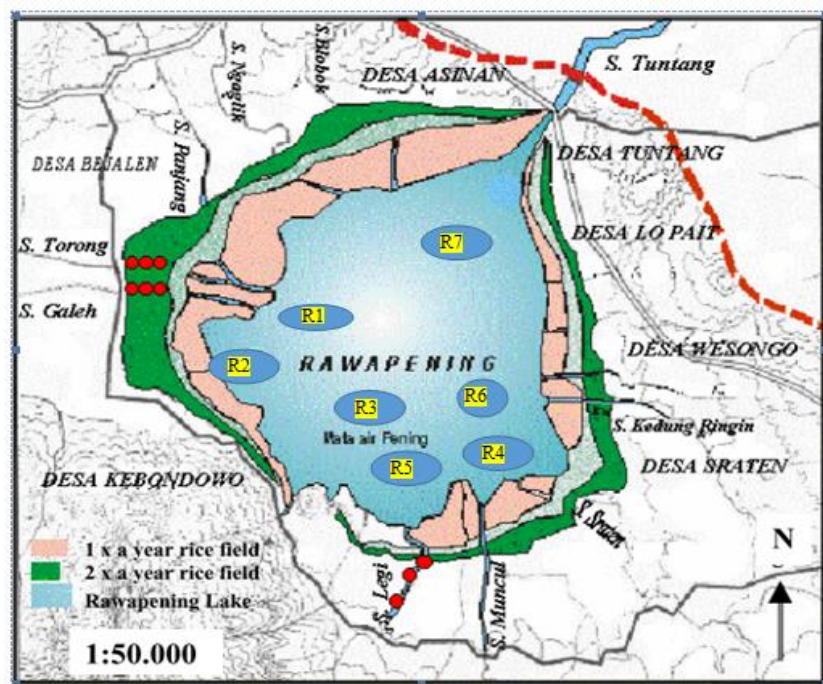 S. Ngaglik
S. Blobok
DESA ASINAN
S. Tuntang
S. Panjang
DESA BEJALEN
DESA TUNTANG
S. Torong
R7
DESA LO PAIT
S. Galeh
R1
R2
RAWAPENING
DESA WESONGO
R6
R3
Mata air Pening
S. Kedung Ringin
R4
R5
DESA KEBONDOWO
DESA SRATEN
S. Sraten
N
1 x a year rice field
2 x a year rice field
Rawapening Lake
S. Legi
S. Muncul
1:50.000